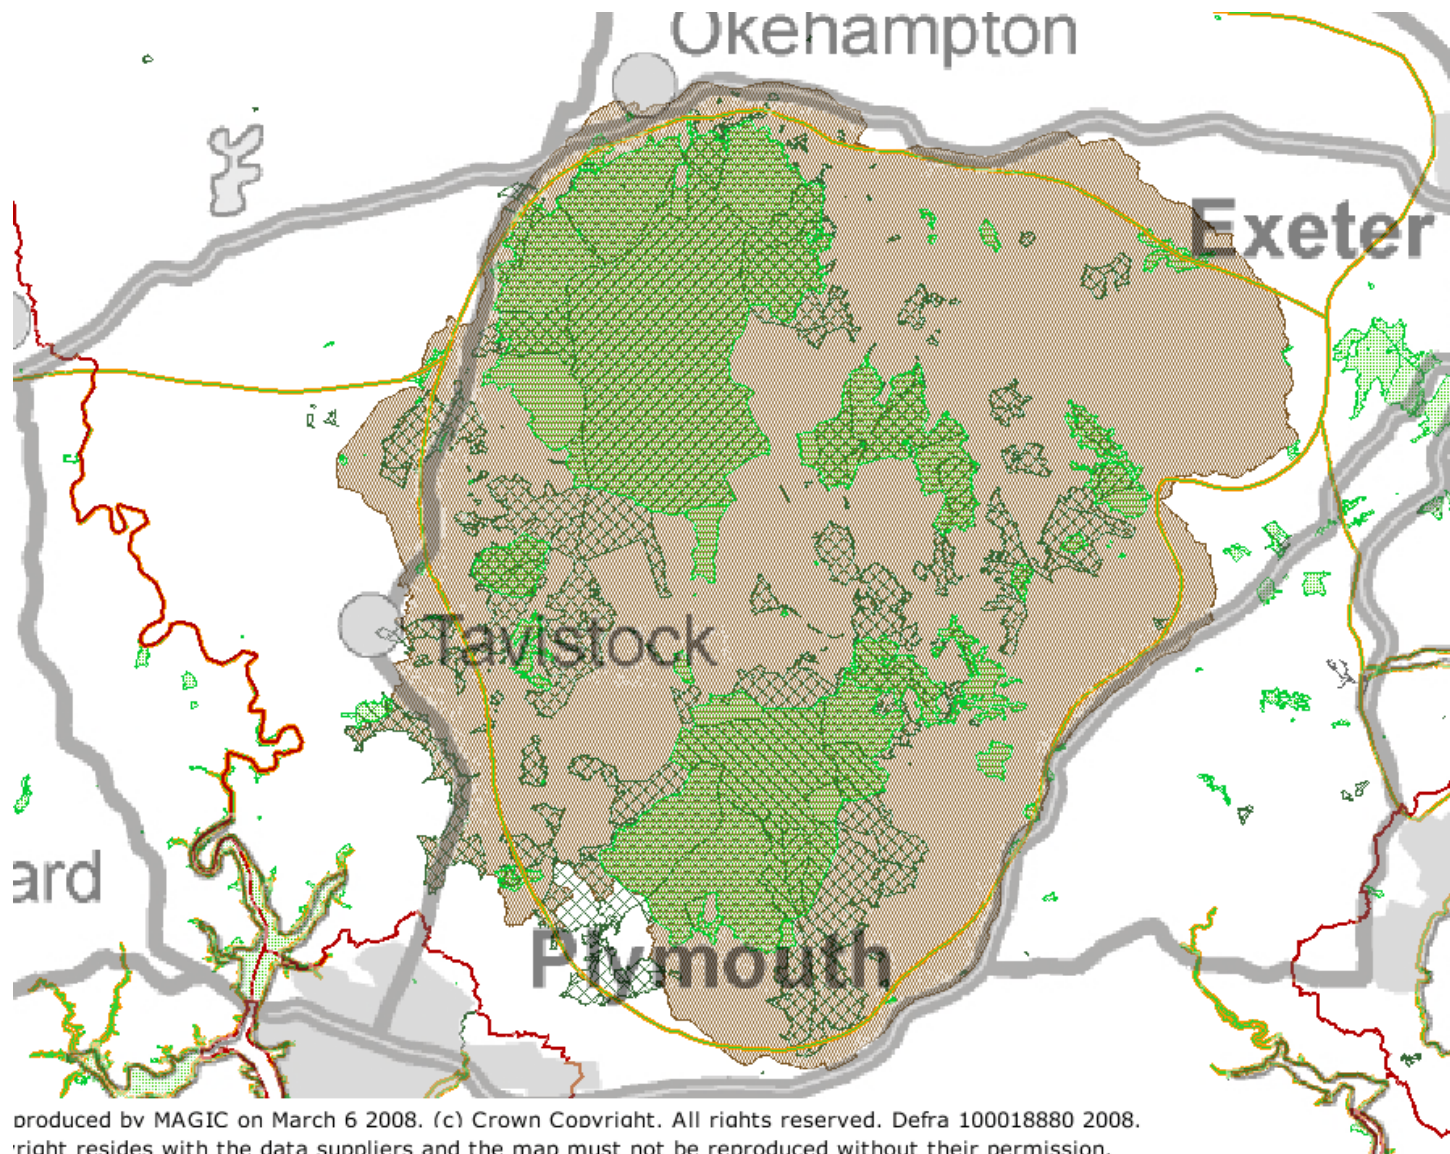 Okehampton
Exeter
Tavistock
ard
Plymouth
produced by MAGIC on March 6 2008. (c) Crown Copyright. All rights reserved. Defra 100018880 2008.
right resides with the data suppliers and the map must not be reproduced without their permission.